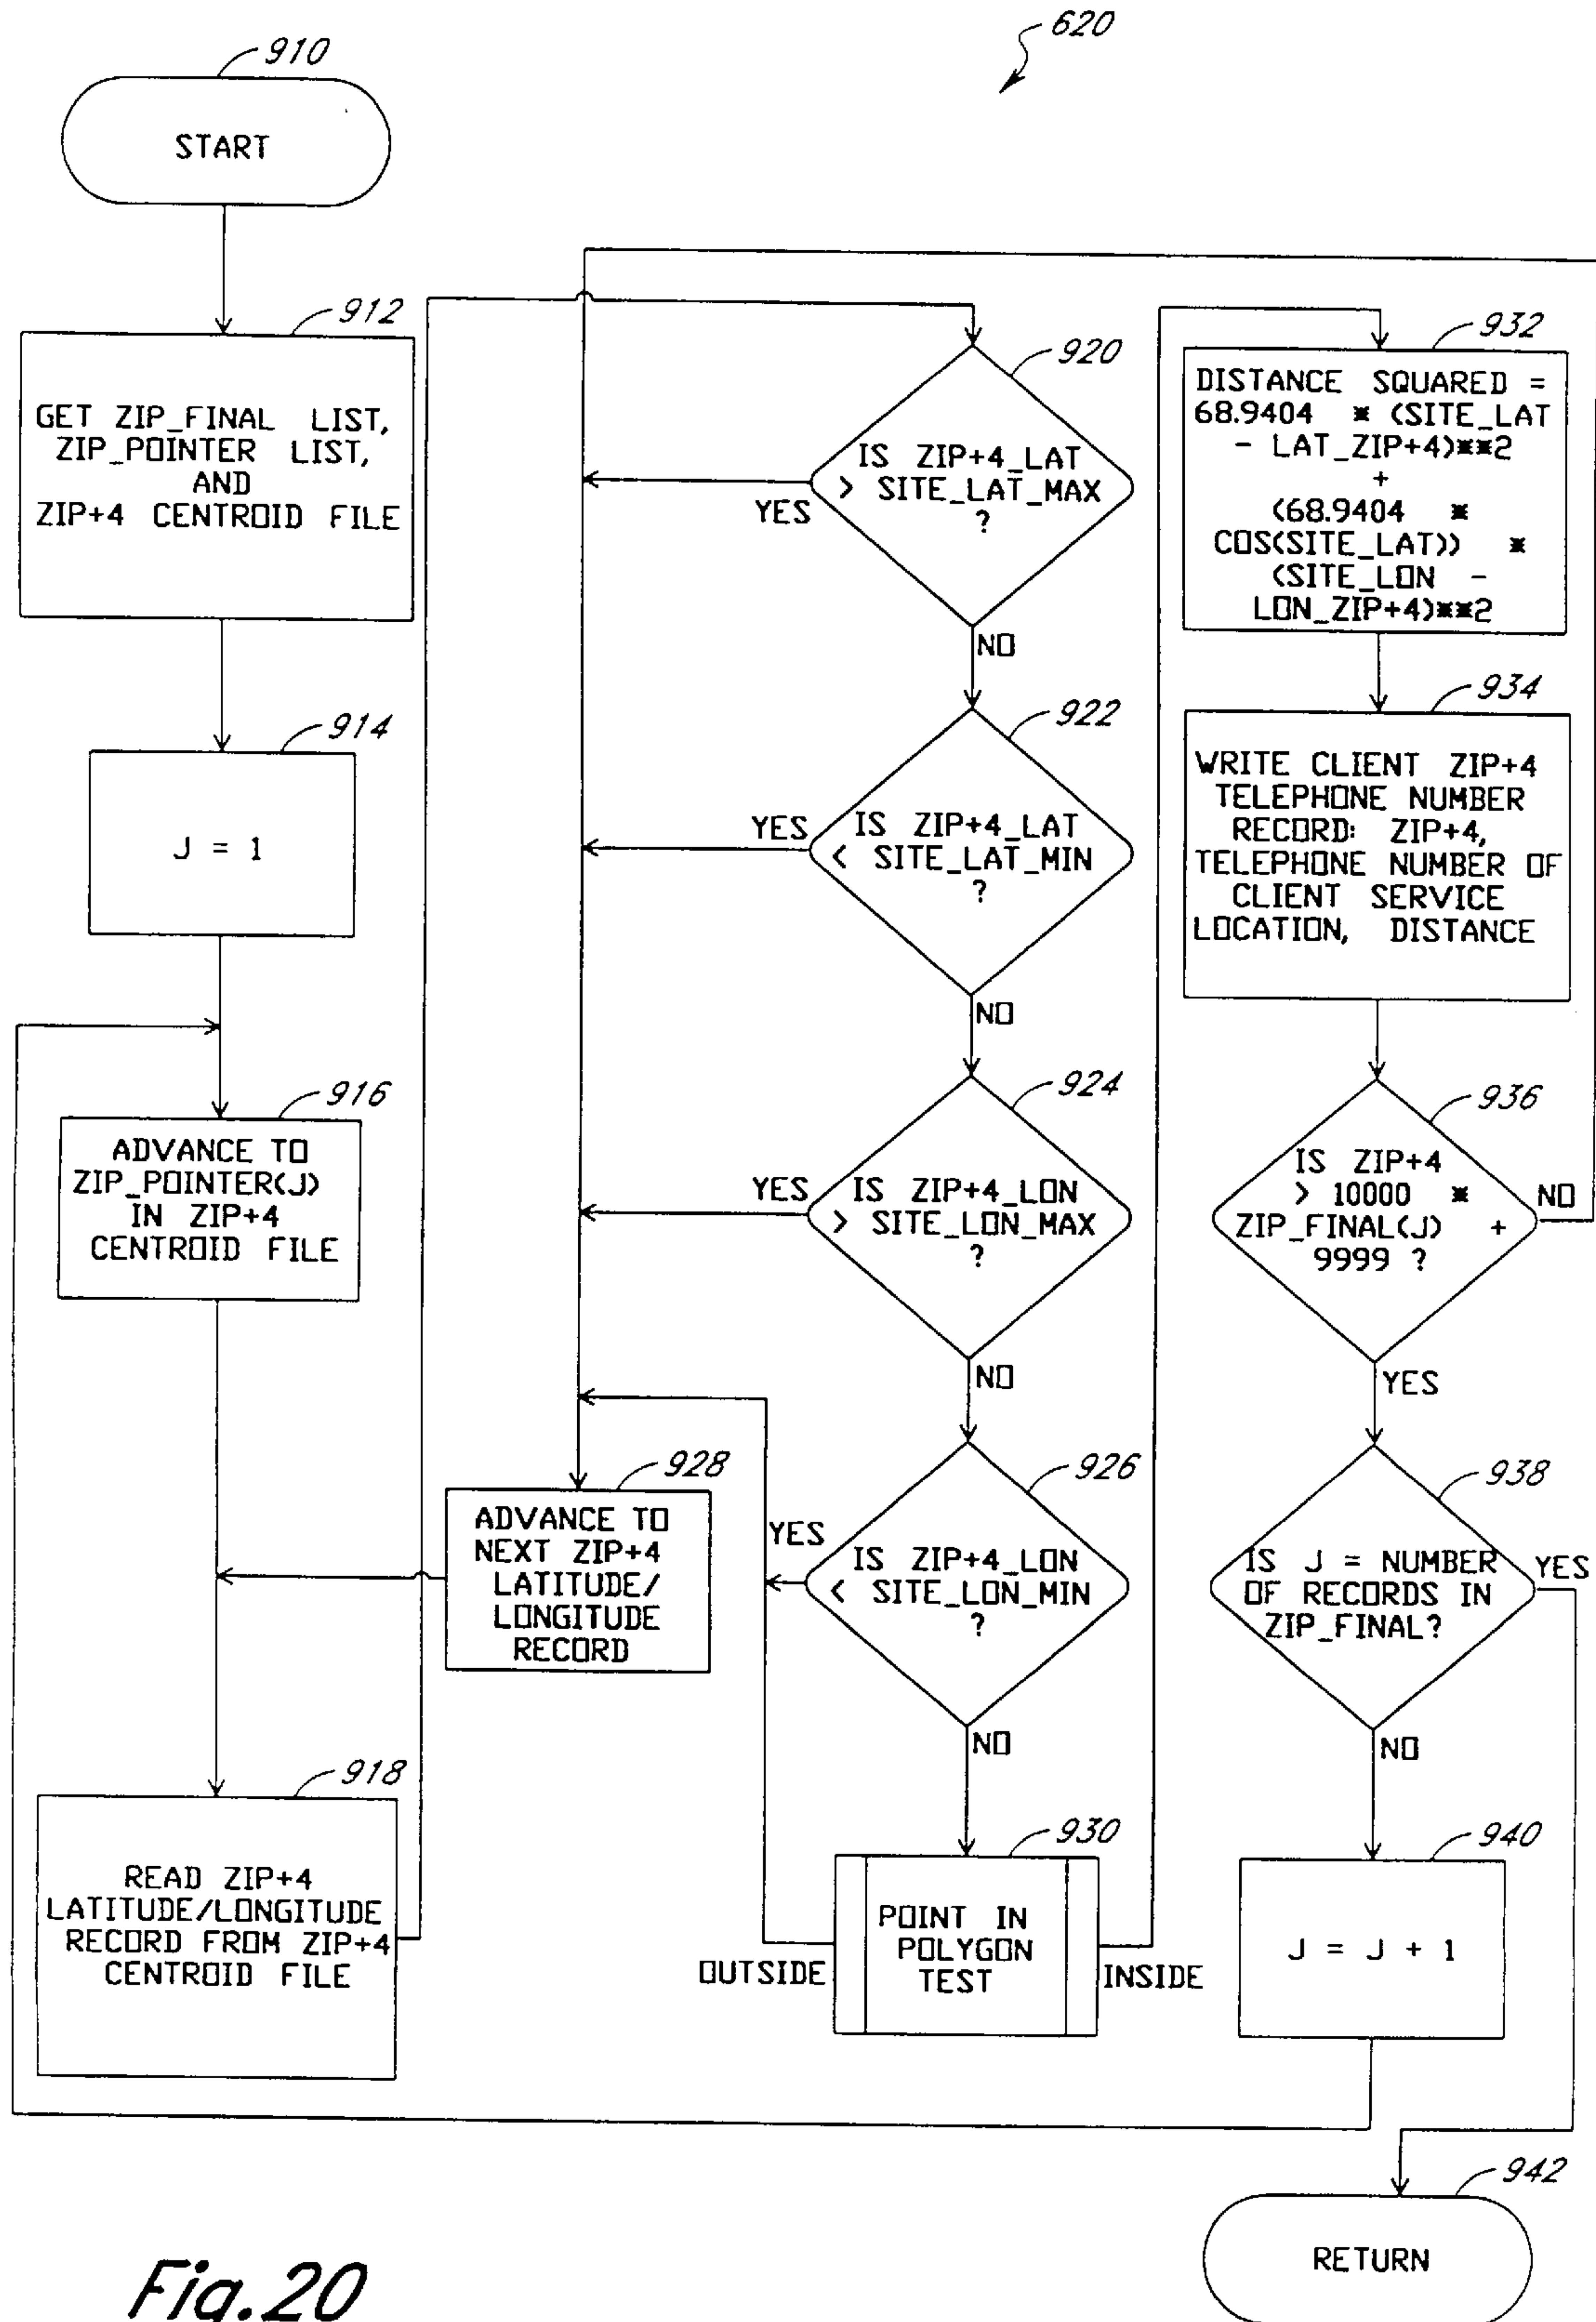 620
910
START
912
GET ZIP_FINAL LIST,
ZIP_POINTER LIST,
AND
ZIP+4 CENTROID FILE
914
J = 1
916
ADVANCE TO
ZIP_POINTER(J)
IN ZIP+4
CENTROID FILE
918
READ ZIP+4
LATITUDE/LONGITUDE
RECORD FROM ZIP+4
CENTROID FILE
920
IS ZIP+4_LAT
> SITE_LAT_MAX
?
YES
NO
922
IS ZIP+4_LAT
< SITE_LAT_MIN
?
YES
NO
924
IS ZIP+4_LON
> SITE_LON_MAX
?
YES
NO
926
IS ZIP+4_LON
< SITE_LON_MIN
?
YES
NO
928
ADVANCE TO
NEXT ZIP+4
LATITUDE/
LONGITUDE
RECORD
930
POINT IN
POLYGON
TEST
OUTSIDE
INSIDE
932
DISTANCE SQUARED =
68.9404 * (SITE_LAT
- LAT_ZIP+4)**2
+
(68.9404 *
COS(SITE_LAT)) *
(SITE_LON -
LON_ZIP+4)**2
934
WRITE CLIENT ZIP+4
TELEPHONE NUMBER
RECORD: ZIP+4,
TELEPHONE NUMBER OF
CLIENT SERVICE
LOCATION, DISTANCE
936
IS ZIP+4
> 10000 *
ZIP_FINAL(J) +
9999 ?
NO
YES
938
IS J = NUMBER
OF RECORDS IN
ZIP_FINAL?
YES
NO
940
J = J + 1
942
RETURN
Fig.20